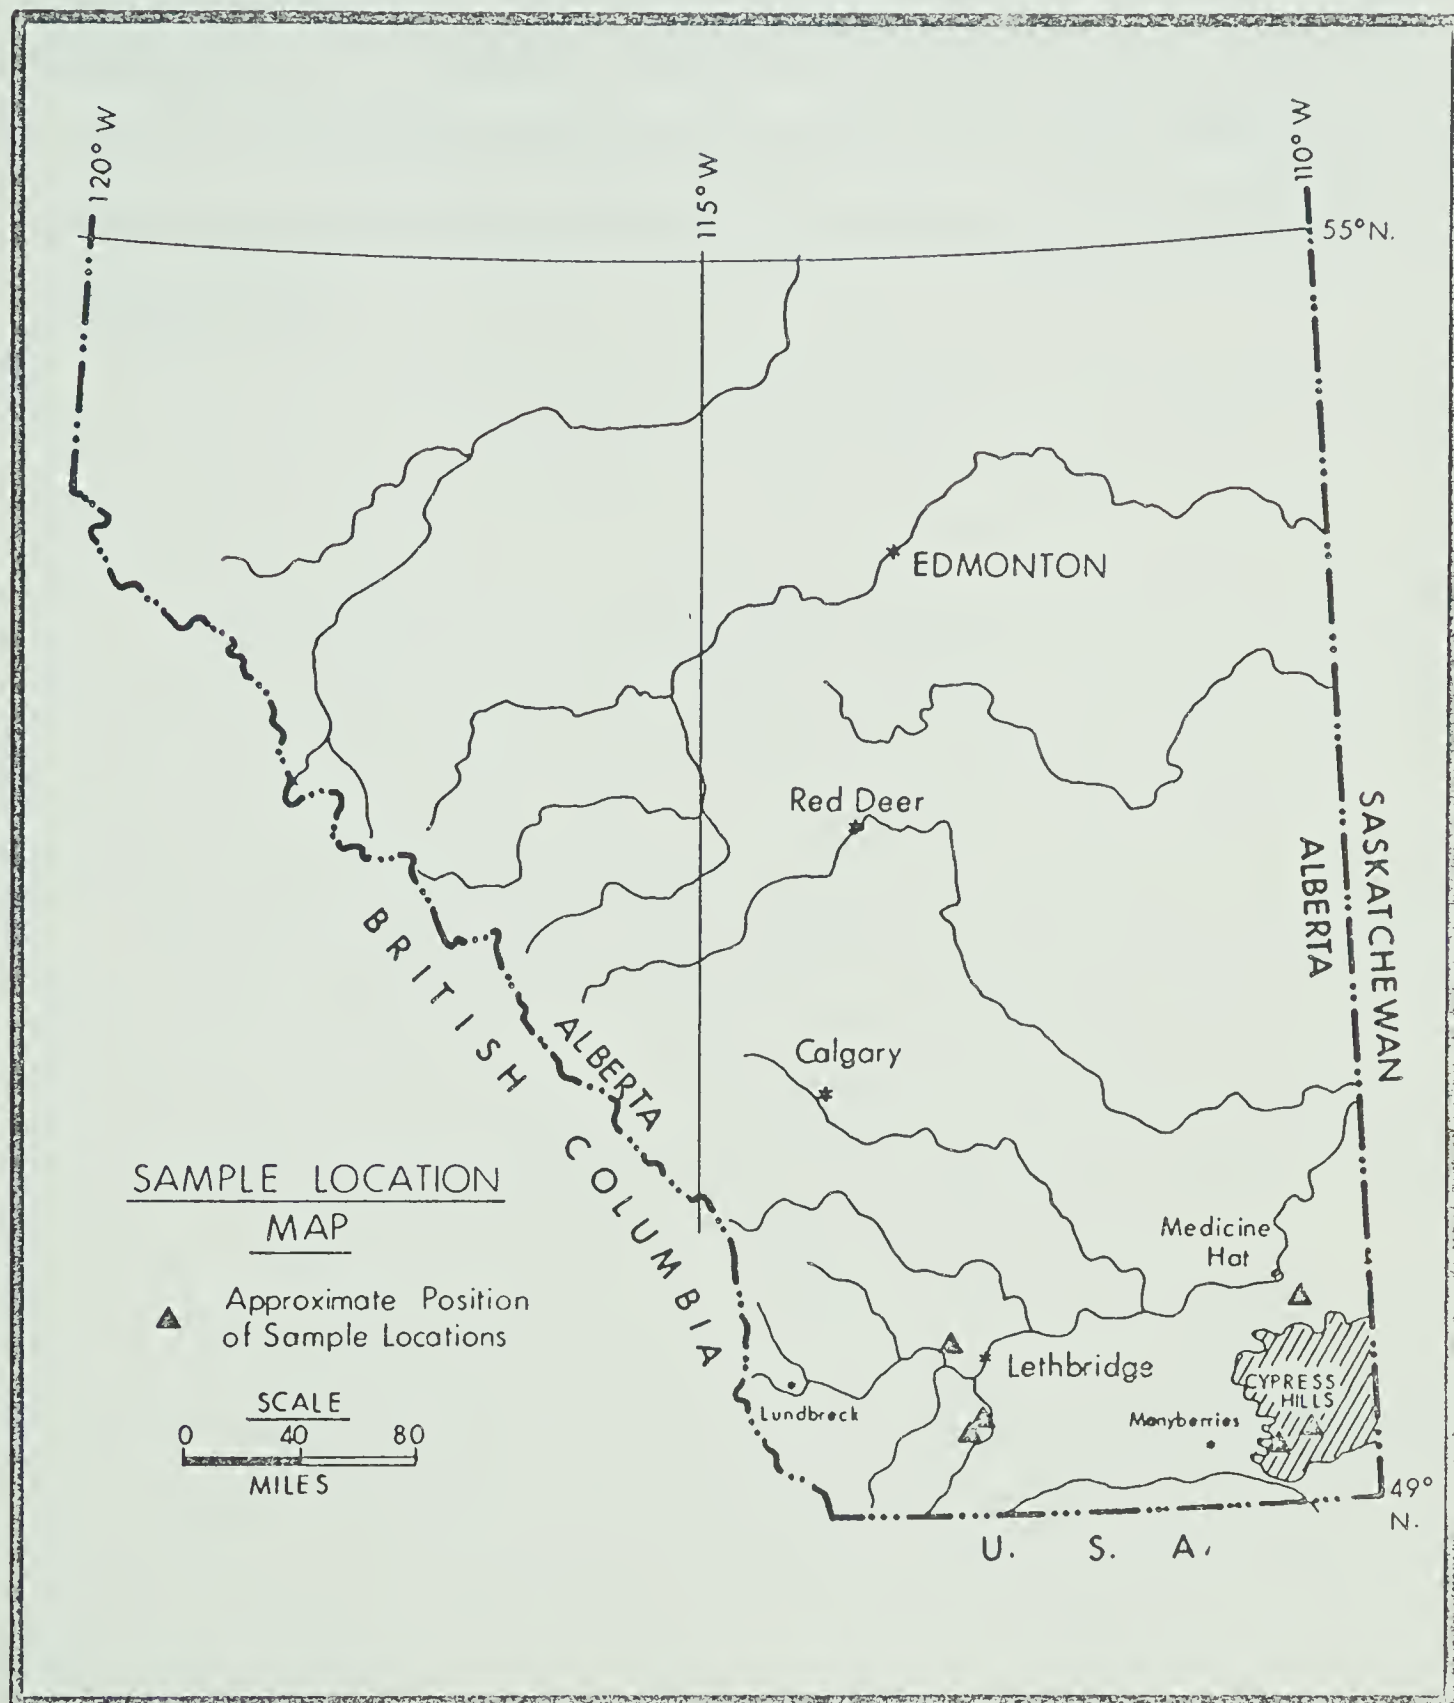 120° W
115° W
110° W
55° N.
EDMONTON
Red Deer
SASKATCHEWAN
ALBERTA
BRITISH COLUMBIA
ALBERTA
Calgary
SAMPLE LOCATION
MAP
Approximate Position
of Sample Locations
SCALE
0 40 80
MILES
Medicine
Hat
Lethbridge
CYPRESS
HILLS
Lundbreck
Manyberries
49°
N.
U. S. A.